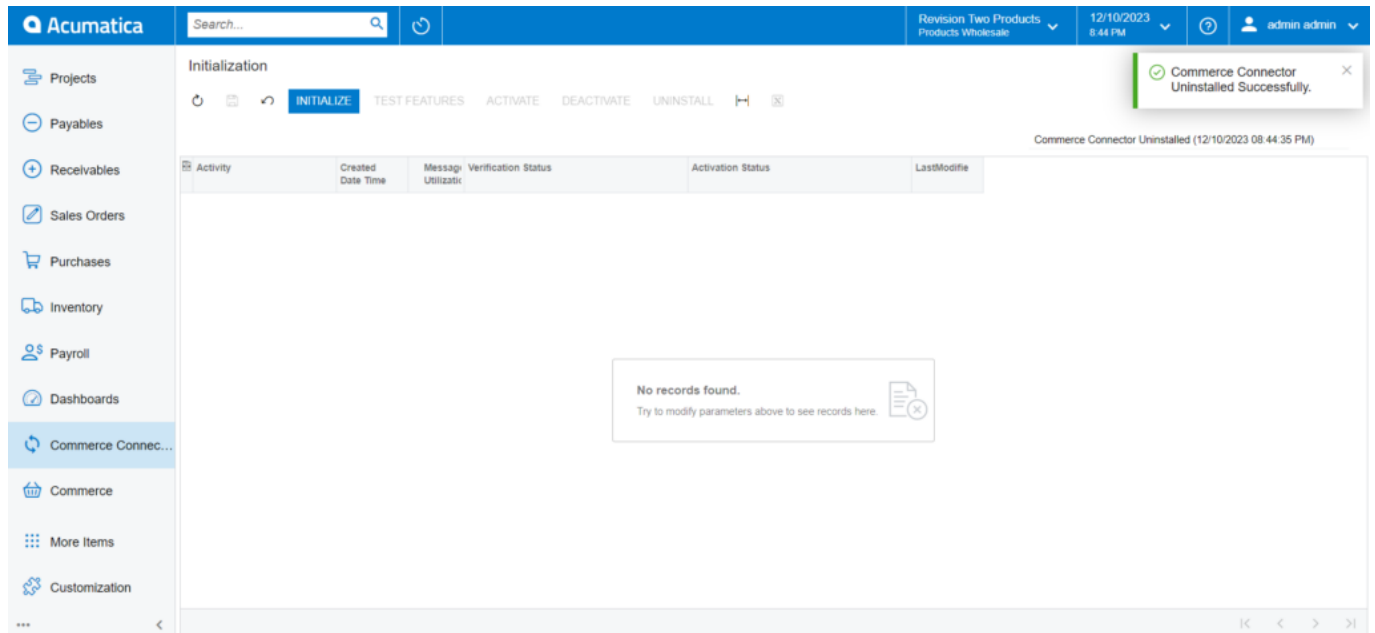 Acumatica
Search...
Revision Two Products
Products Wholesale
12/10/2023
8:44 PM
admin admin
Projects
Payables
Receivables
Sales Orders
Purchases
Inventory
Payroll
Dashboards
Commerce Connec...
Commerce
More Items
Customization
Initialization
INITIALIZE TEST FEATURES ACTIVATE DEACTIVATE UNINSTALL
Commerce Connector
Uninstalled Successfully.
Commerce Connector Uninstalled (12/10/2023 08:44:35 PM)
Activity Created Messag Verification Status Activation Status LastModifie
Date Time Utilizatic
No records found.
Try to modify parameters above to see records here.